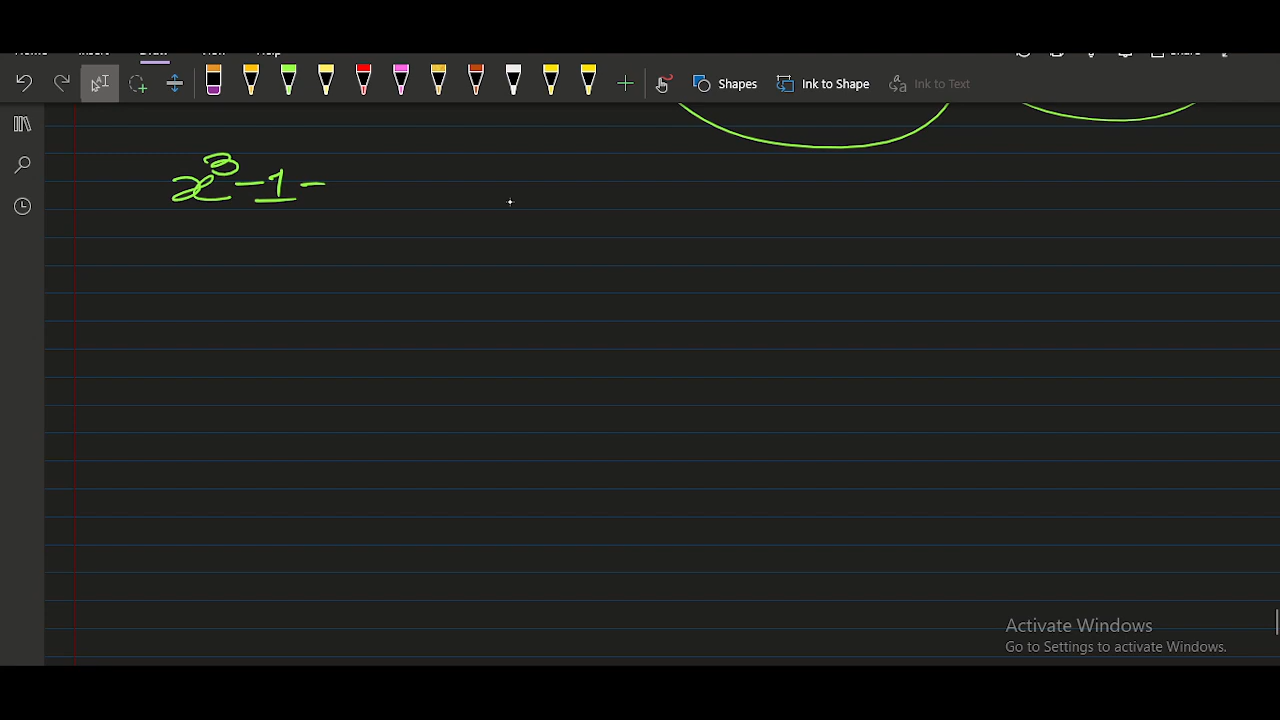 Shapes
Ink to Shape
Ink to Text
x³-1-
Activate Windows
Go to Settings to activate Windows.